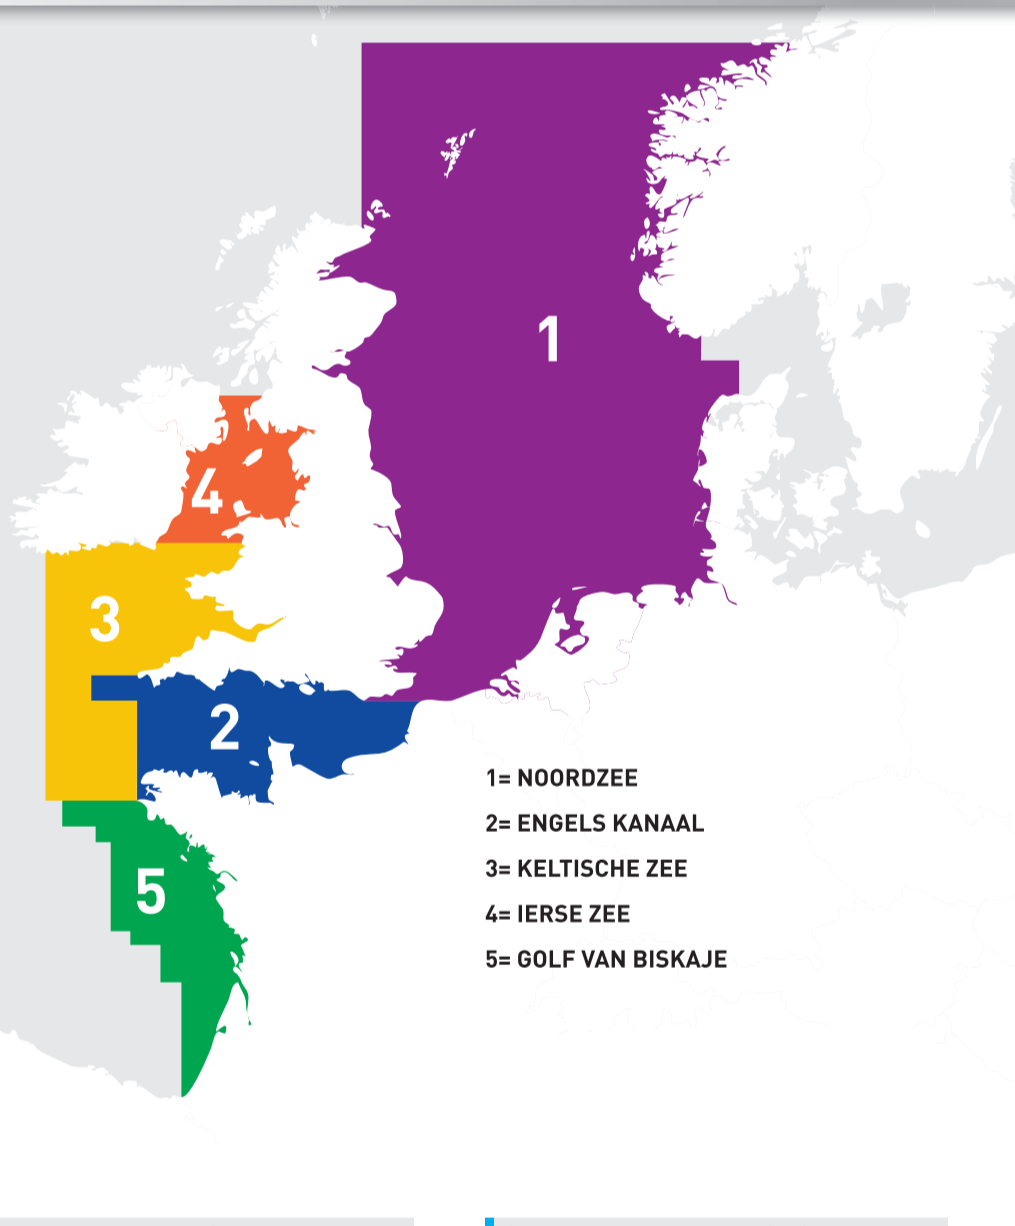 1
4
3
2
5
1= NOORDZEE
2= ENGELS KANAAL
3= KELTISCHE ZEE
4= IERSE ZEE
5= GOLF VAN BISKAJE